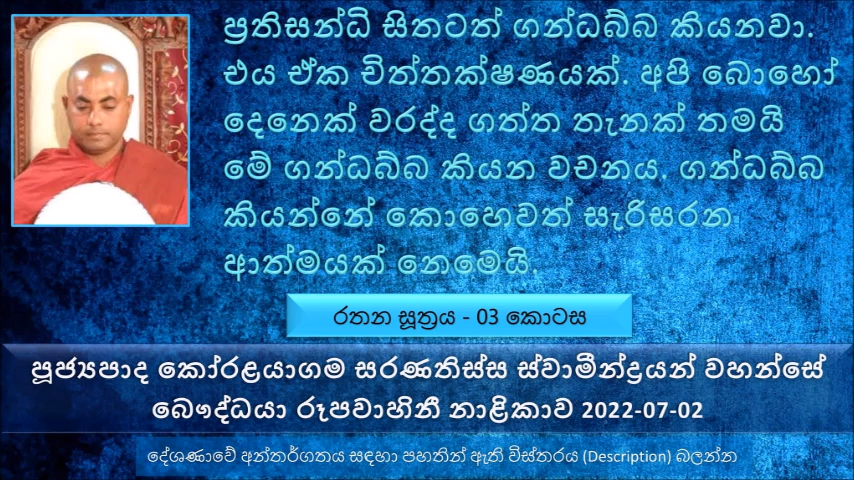 ප්‍රතිසන්ධි සිතටත් ගන්ධබ්බ කියනවා.
එය ඒක චිත්තක්ෂණයක්. අපි බොහෝ
දෙනෙක් වරද්ද ගත්ත තැනක් තමයි
මේ ගන්ධබ්බ කියන වචනය. ගන්ධබ්බ
කියන්නේ කොහෙවත් සැරිසරන
ආත්මයක් නෙමෙයි.
රතන සූත්‍රය - 03 කොටස
පූජ්‍යපාද කෝරළයාගම සරණතිස්ස ස්වාමීන්ද්‍රයන් වහන්සේ
බෞද්ධයා රූපවාහිනී නාළිකාව 2022-07-02
දේශණාවේ අන්තර්ගතය සඳහා පහතින් ඇති විස්තරය (Description) බලන්න